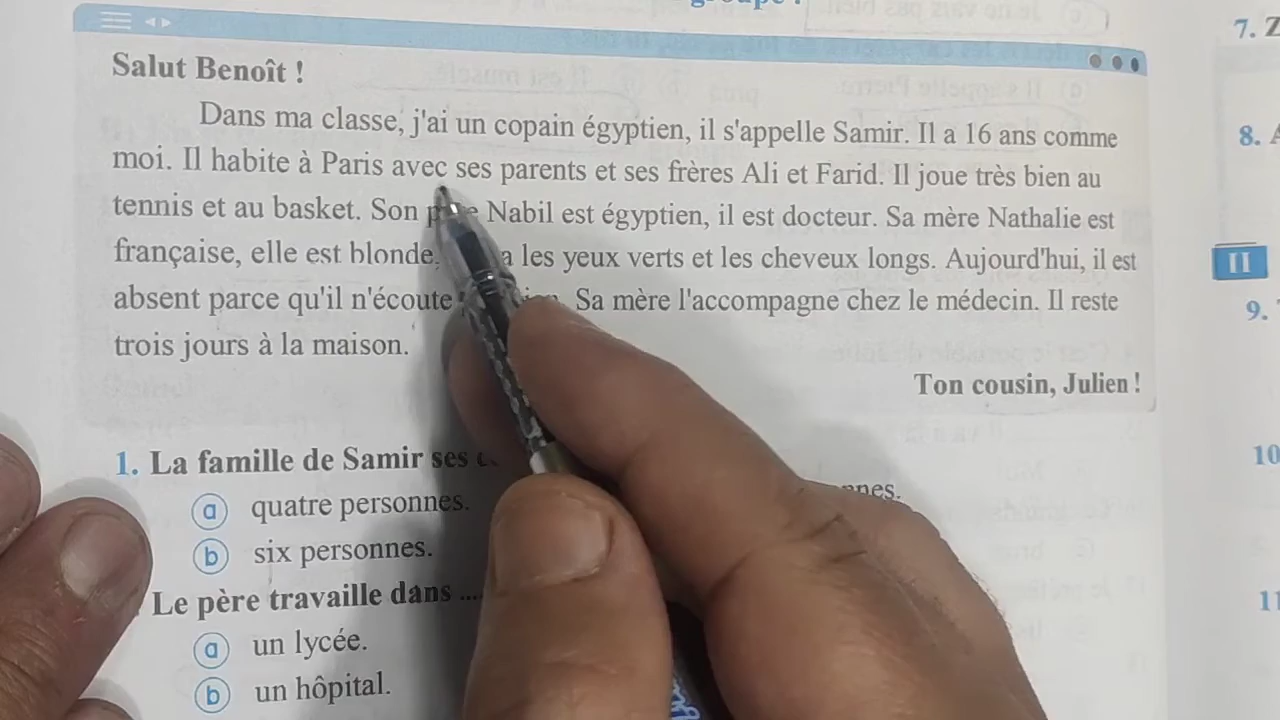 Salut Benoît !
Dans ma classe, j'ai un copain égyptien, il s'appelle Samir. Il a 16 ans comme
moi. Il habite à Paris avec ses parents et ses frères Ali et Farid. Il joue très bien au
tennis et au basket. Son Nabil est égyptien, il est docteur. Sa mère Nathalie est
française, elle est blonde. a les yeux verts et les cheveux longs. Aujourd'hui, il est
absent parce qu'il n'écoute Sa mère l'accompagne chez le médecin. Il reste
trois jours à la maison.
Ton cousin, Julien !
1. La famille de Samir ses
a quatre personnes.
b six personnes.
Le père travaille dans ....
a un lycée.
b un hôpital.
7. Z
8.
II
9.
10
11